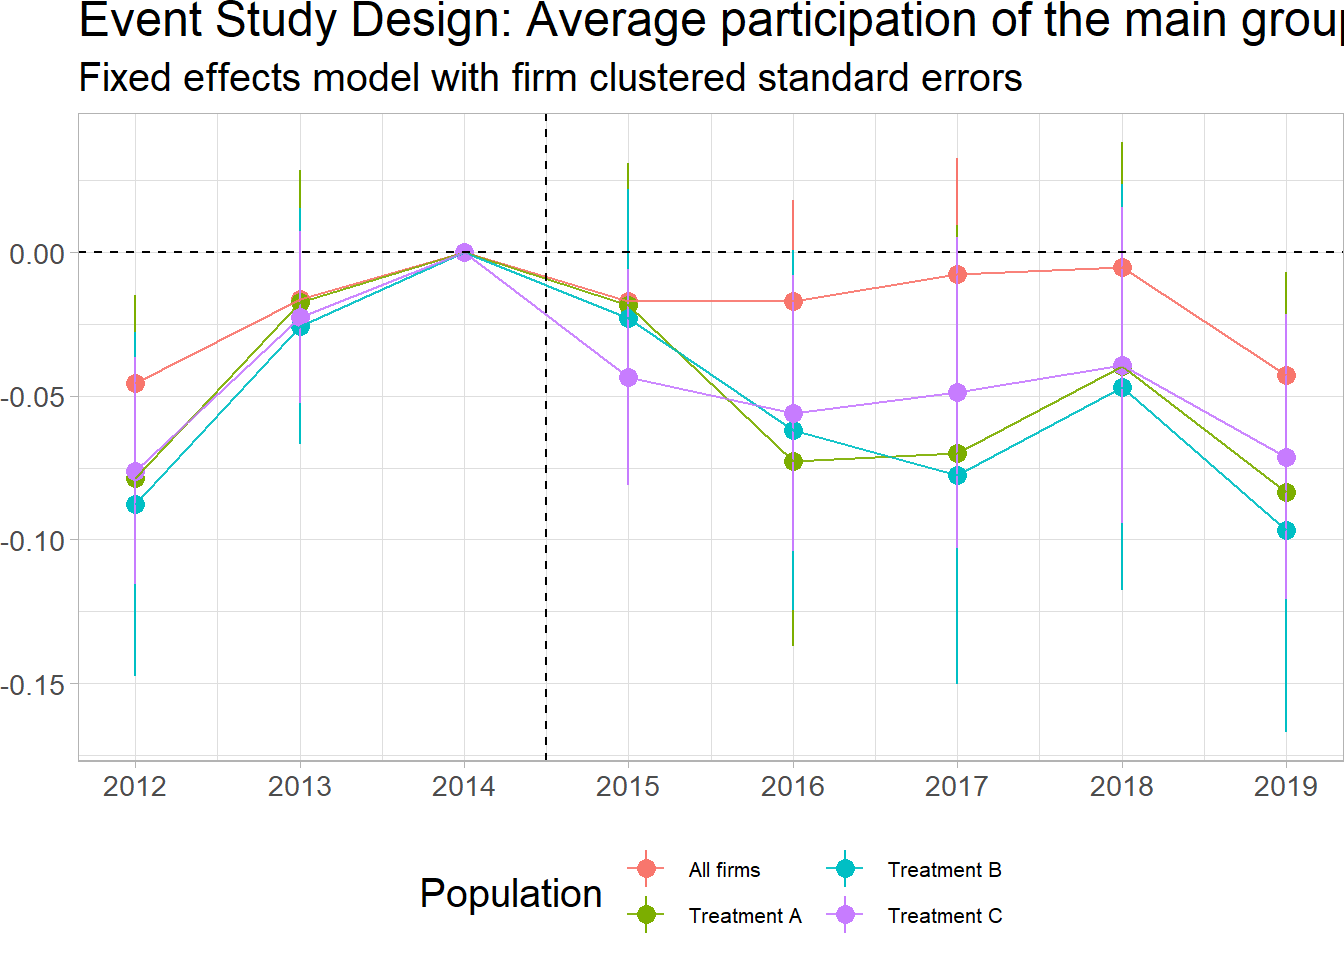 Event Study Design: Average participation of the main group
Fixed effects model with firm clustered standard errors
0.00
-0.05
-0.10
-0.15
2012 2013 2014 2015 2016 2017 2018 2019
Population
All firms
Treatment A
Treatment B
Treatment C